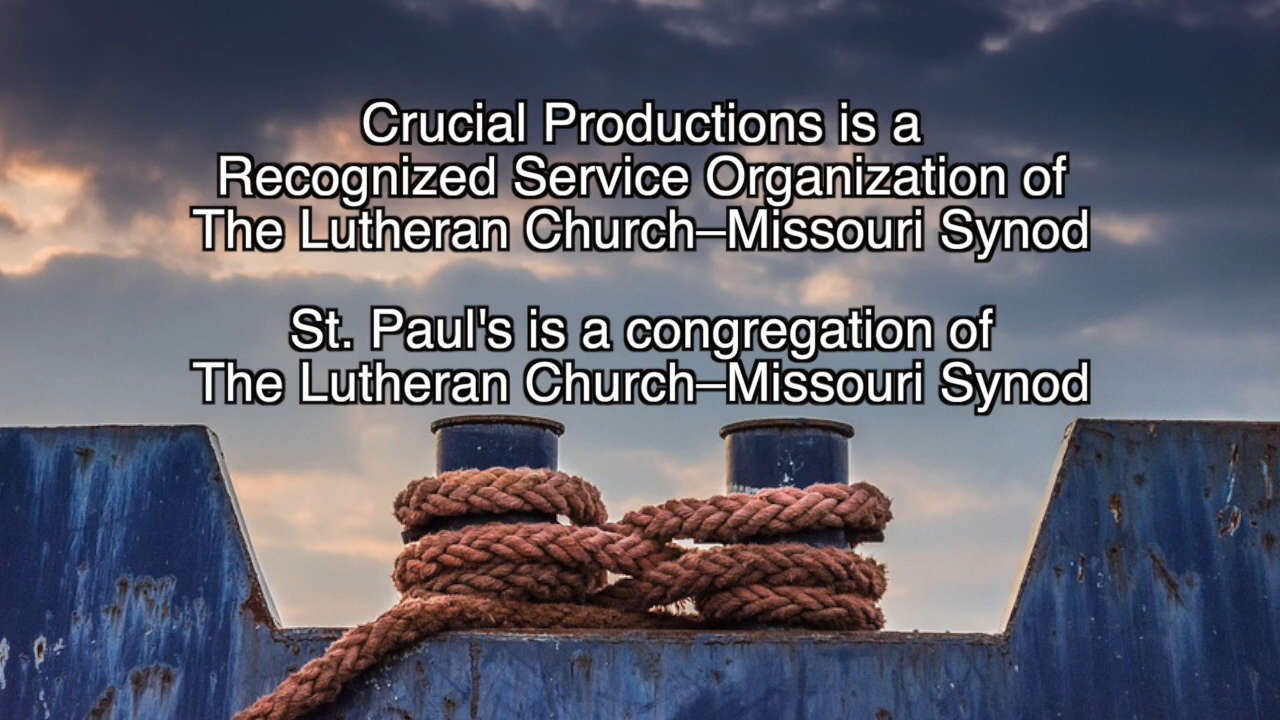 Crucial Productions is a
Recognized Service Organization of
The Lutheran Church–Missouri Synod
St. Paul's is a congregation of
The Lutheran Church–Missouri Synod